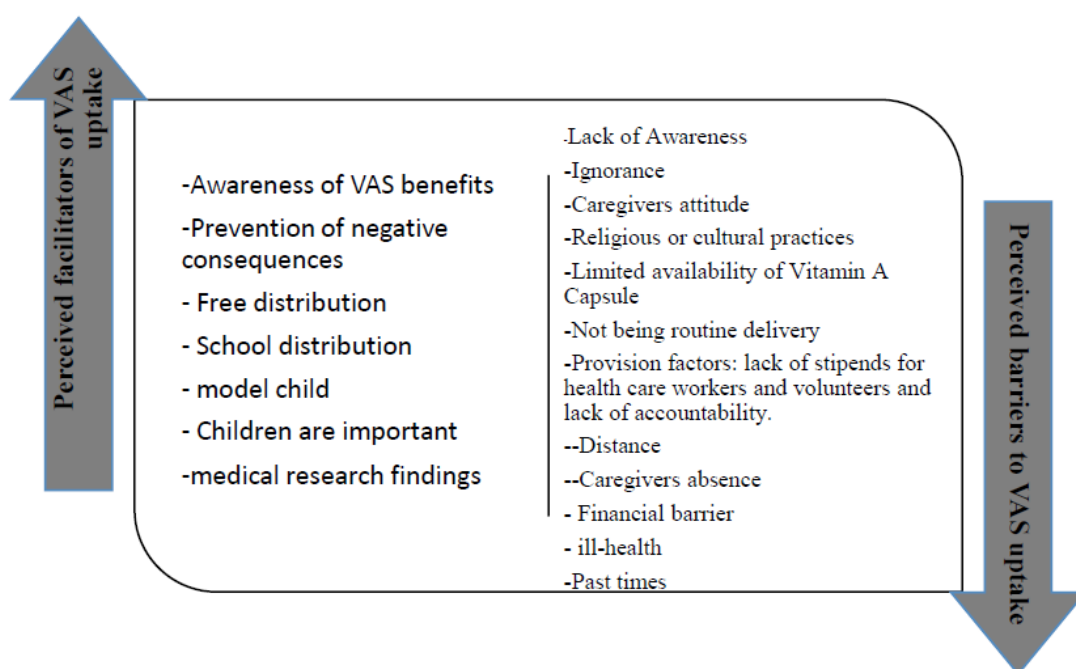 Perceived facilitators of VAS
uptake
-Awareness of VAS benefits
-Prevention of negative
consequences
- Free distribution
- School distribution
- model child
- Children are important
-medical research findings
-Lack of Awareness
-Ignorance
-Caregivers attitude
-Religious or cultural practices
-Limited availability of Vitamin A
Capsule
-Not being routine delivery
-Provision factors: lack of stipends for
health care workers and volunteers and
lack of accountability.
--Distance
--Caregivers absence
- Financial barrier
- ill-health
-Past times
Perceived barriers to VAS uptake